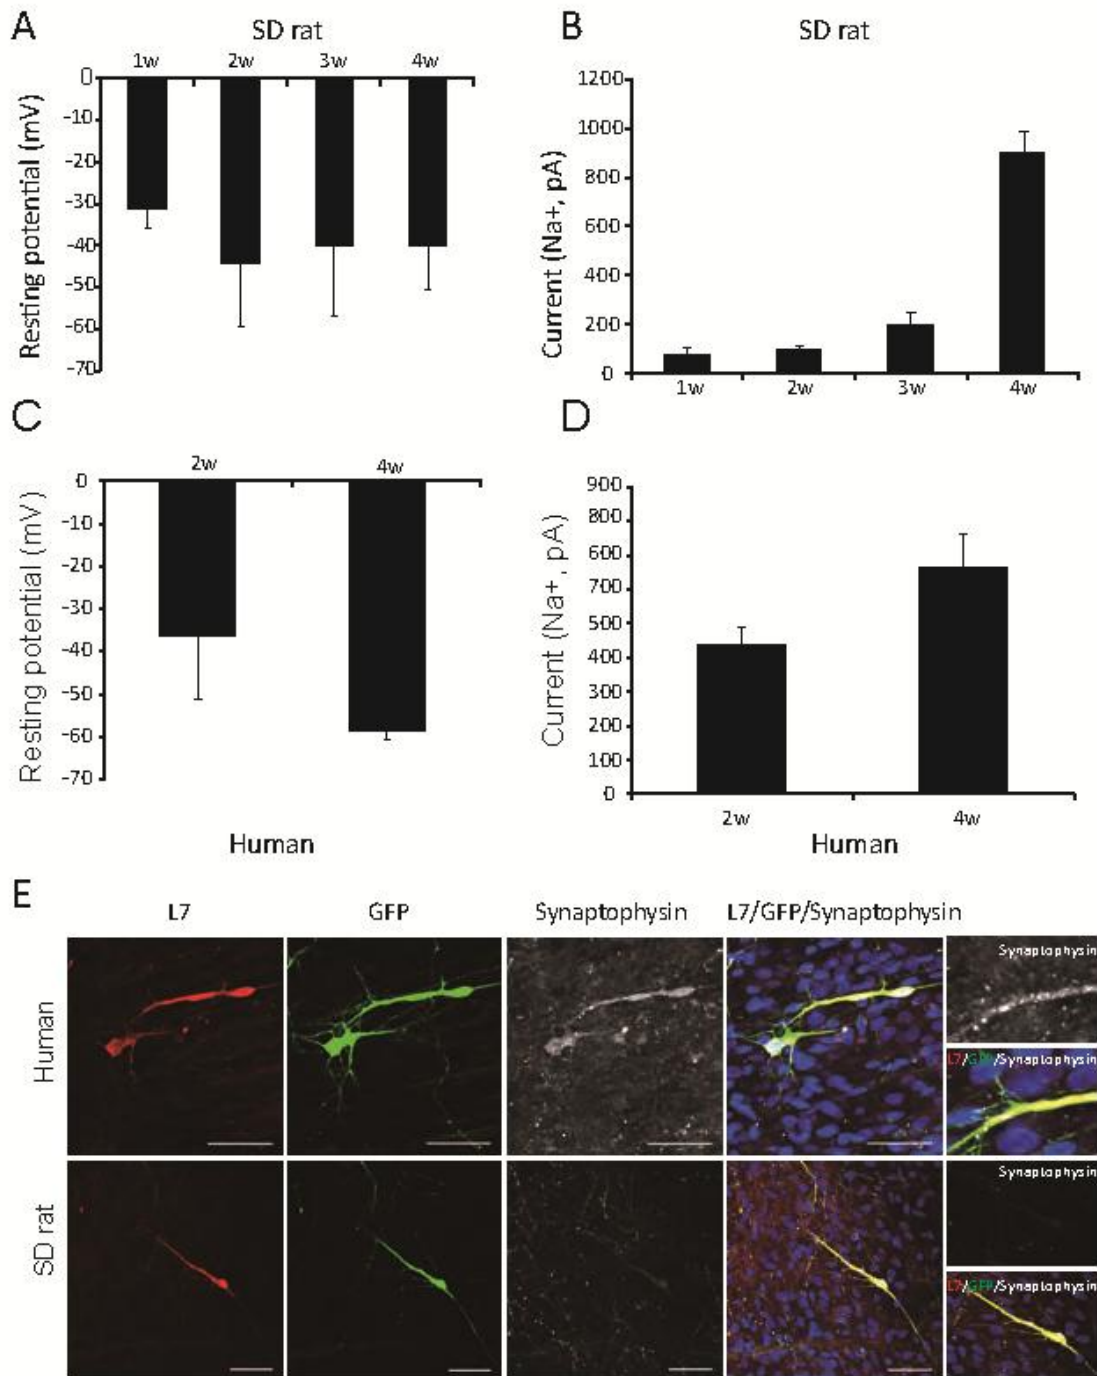 A
SD rat
1w 2w 3w 4w
0
-10
-20
-30
-40
-50
-60
-70
Resting potential (mV)
B
SD rat
1200
1000
800
600
400
200
0
Current (Na+, pA)
1w 2w 3w 4w
C
2w 4w
0
-10
-20
-30
-40
-50
-60
-70
Resting potential (mV)
Human
D
900
800
600
700
500
400
300
200
100
0
Current (Na+, pA)
2w 4w
Human
E
L7 GFP Synaptophysin L7/GFP/Synaptophysin
Human
Synaptophysin
L7/GFP/Synaptophysin
SD rat
Synaptophysin
L7/GFP/Synaptophysin